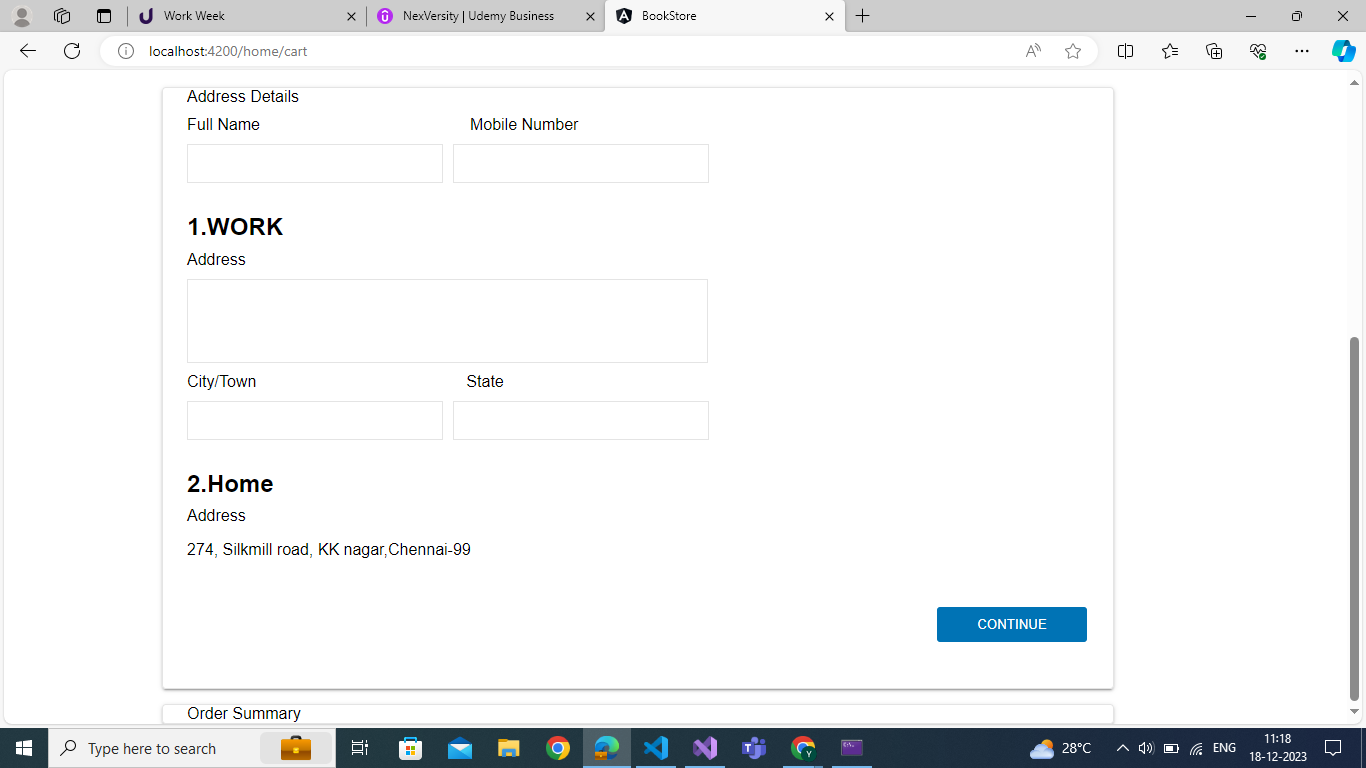 Work Week
NexVersity | Udemy Business
BookStore
localhost:4200/home/cart
Address Details
Full Name Mobile Number
1.WORK
Address
City/Town State
2.Home
Address
274, Silkmill road, KK nagar,Chennai-99
CONTINUE
Order Summary
Type here to search
28°C
ENG
11:18
18-12-2023